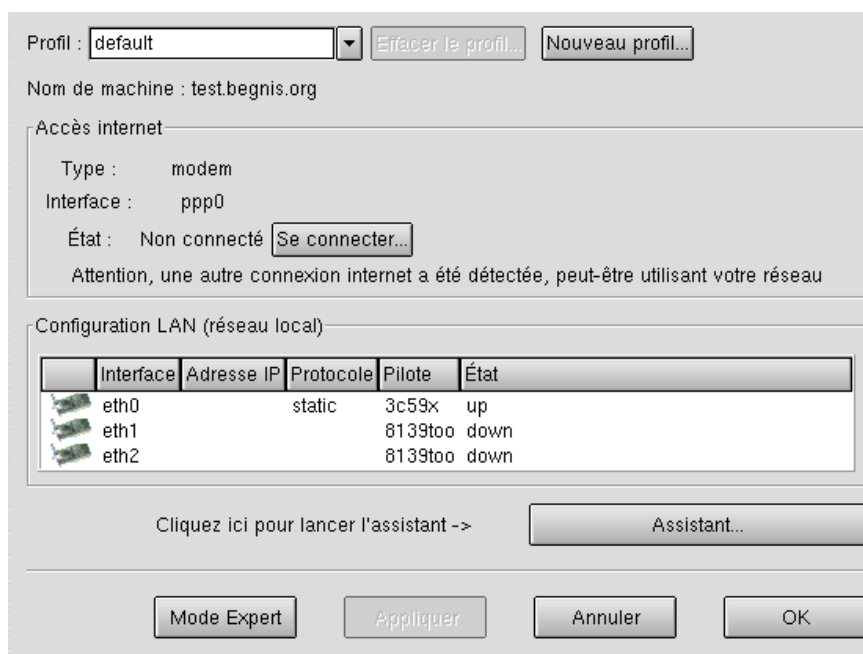 Profil : default Effacer le profil... Nouveau profil...
Nom de machine : test.begnis.org
Accès internet
Type : modem
Interface : ppp0
État : Non connecté Se connecter...
Attention, une autre connexion internet a été détectée, peut-être utilisant votre réseau
Configuration LAN (réseau local)
Interface Adresse IP Protocole Pilote État
eth0 static 3c59x up
eth1 8139too down
eth2 8139too down
Cliquez ici pour lancer l'assistant -> Assistant...
Mode Expert Appliquer Annuler OK